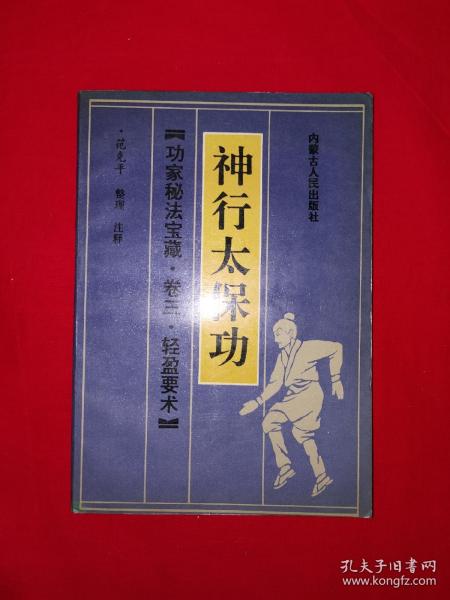 内蒙古人民出版社
神行太保功
【功家秘法宝藏·卷三·轻盈要术】
·范克平 整理 注释
孔夫子旧书网
www.kongfz.com